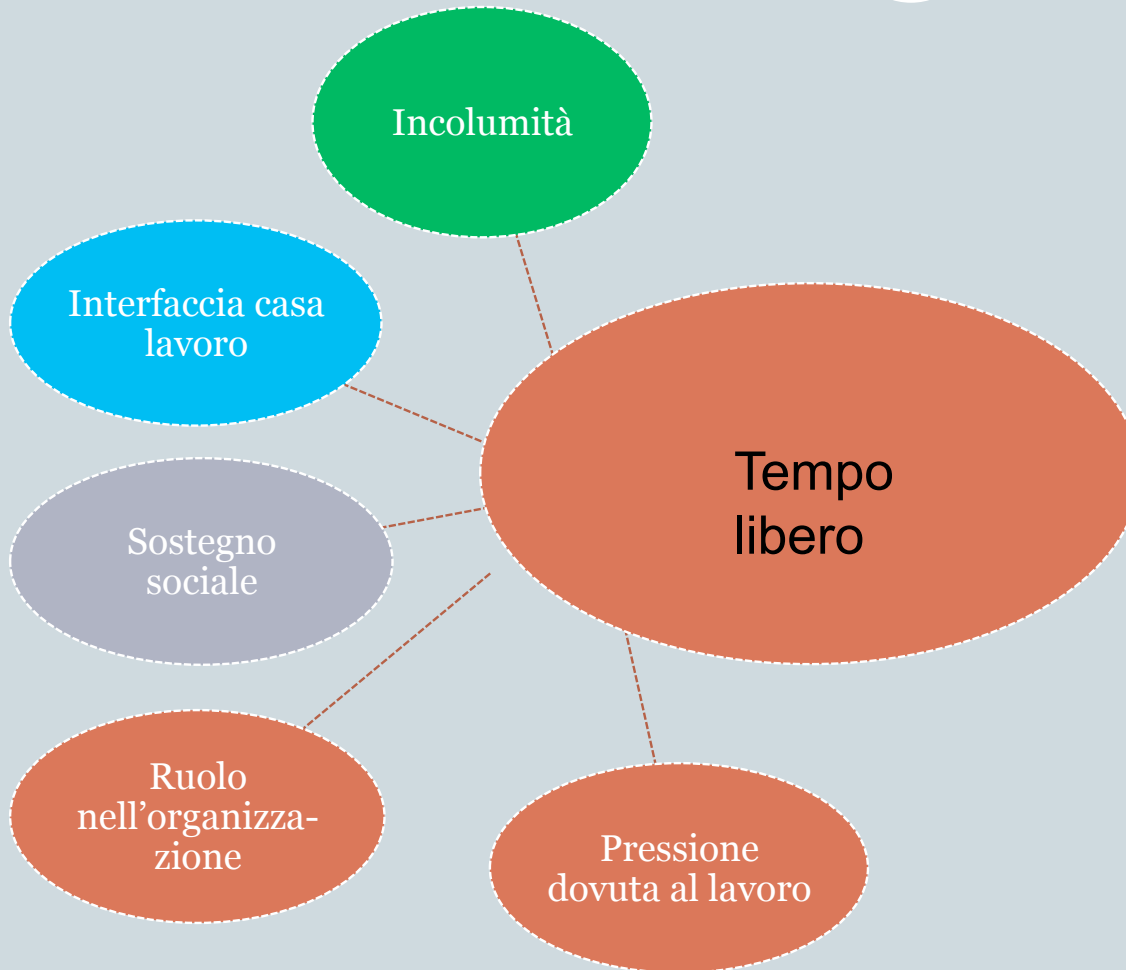 Incolumità
Interfaccia casa
lavoro
Tempo
libero
Sostegno
sociale
Ruolo
nell’organizza-
zione
Pressione
dovuta al lavoro